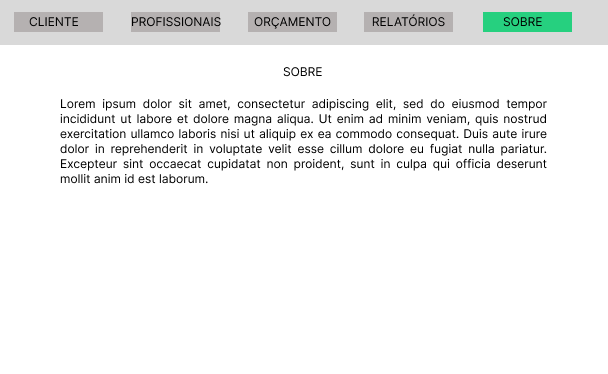 CLIENTE PROFISSIONAIS ORÇAMENTO RELATÓRIOS SOBRE
SOBRE
Lorem ipsum dolor sit amet, consectetur adipiscing elit, sed do eiusmod tempor
incididunt ut labore et dolore magna aliqua. Ut enim ad minim veniam, quis nostrud
exercitation ullamco laboris nisi ut aliquip ex ea commodo consequat. Duis aute irure
dolor in reprehenderit in voluptate velit esse cillum dolore eu fugiat nulla pariatur.
Excepteur sint occaecat cupidatat non proident, sunt in culpa qui officia deserunt
mollit anim id est laborum.